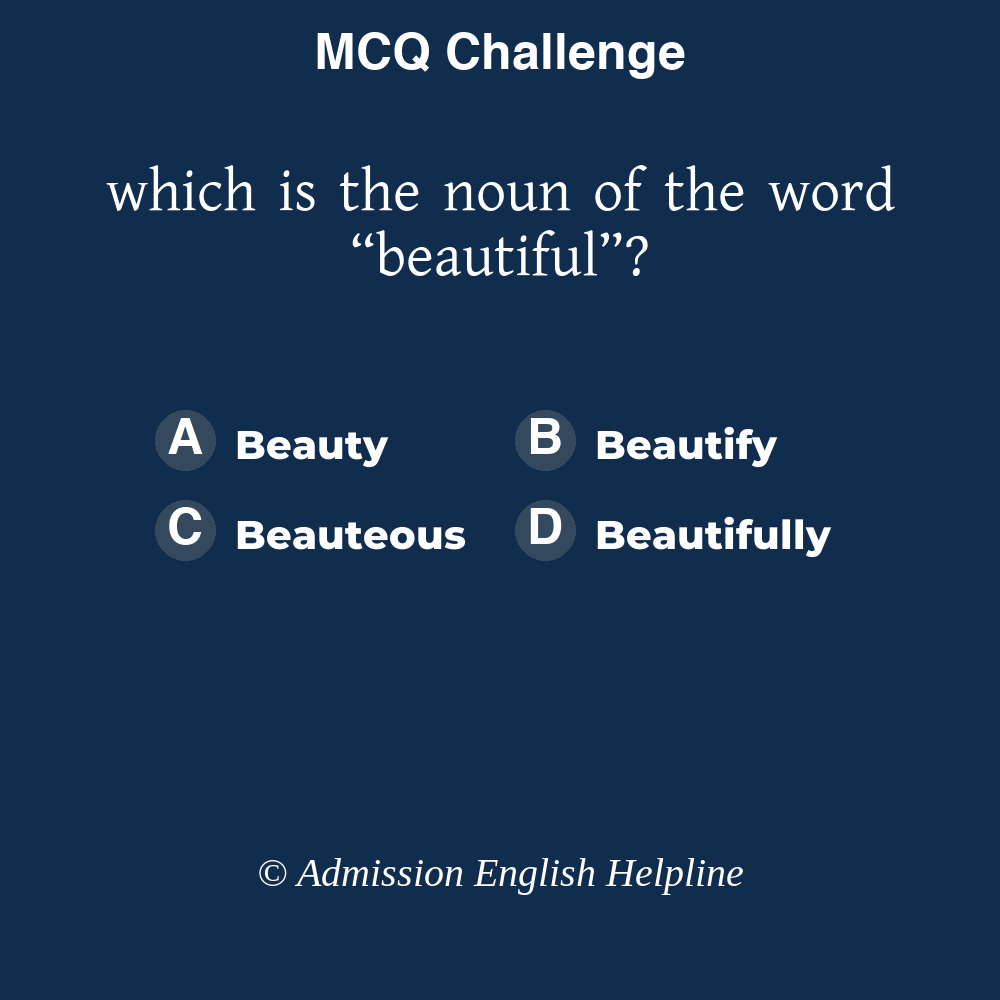 MCQ Challenge
which is the noun of the word
“beautiful”?
A Beauty B Beautify
C Beauteous D Beautifully
© Admission English Helpline